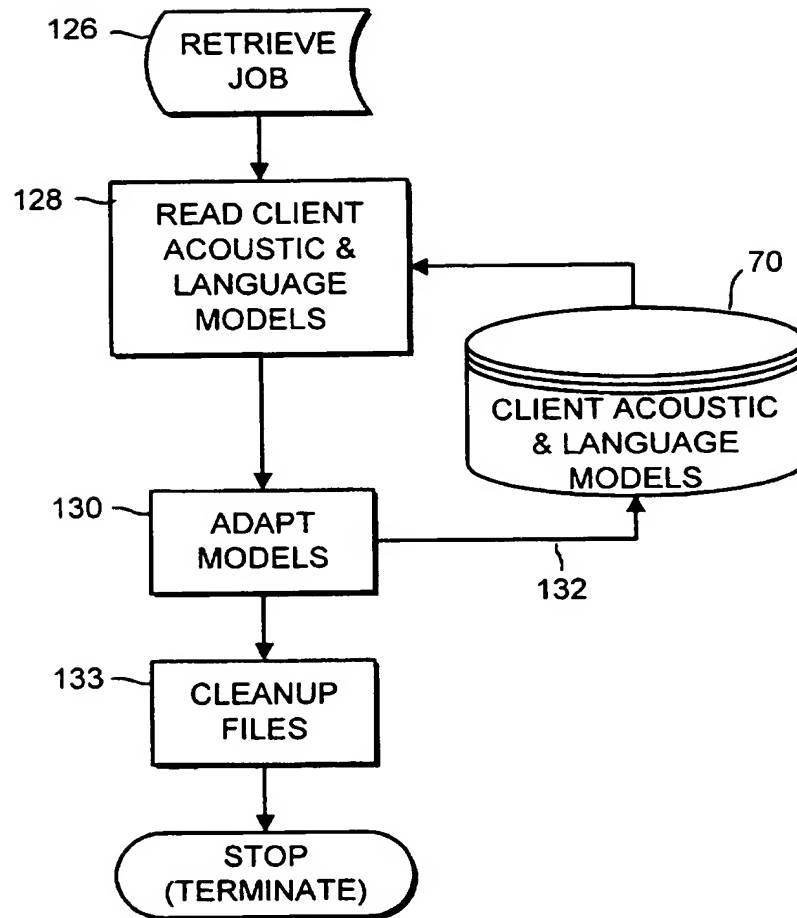 126
RETRIEVE
JOB
128
READ CLIENT
ACOUSTIC &
LANGUAGE
MODELS
70
CLIENT ACOUSTIC
& LANGUAGE
MODELS
130
ADAPT
MODELS
132
133
CLEANUP
FILES
STOP
(TERMINATE)